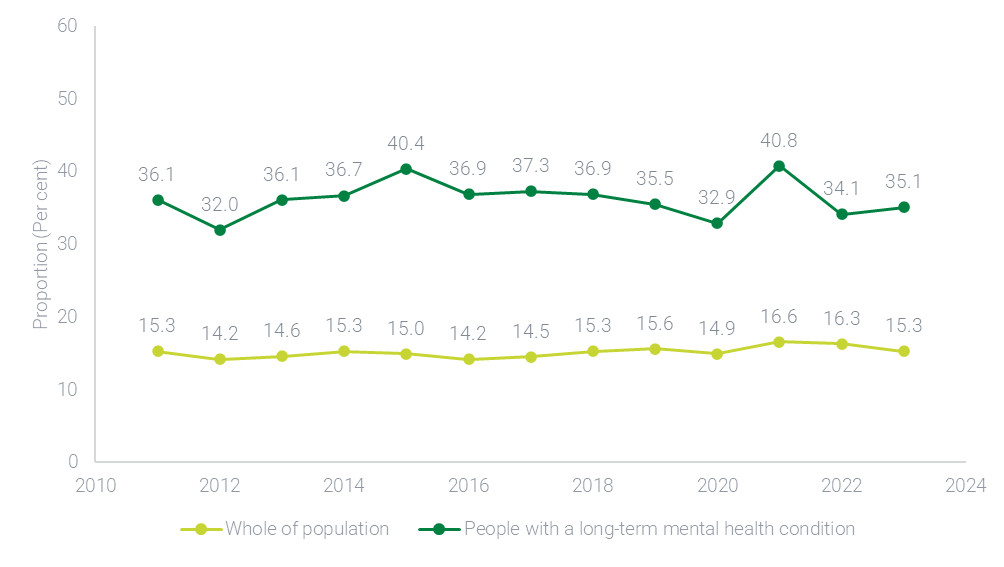 60
50
40
30
20
10
0
Proportion (Per cent)
36.1 32.0 36.1 36.7 40.4 36.9 37.3 36.9 35.5 32.9 40.8 34.1 35.1
15.3 14.2 14.6 15.3 15.0 14.2 14.5 15.3 15.6 14.9 16.6 16.3 15.3
2010 2012 2014 2016 2018 2020 2022 2024
Whole of population People with a long-term mental health condition